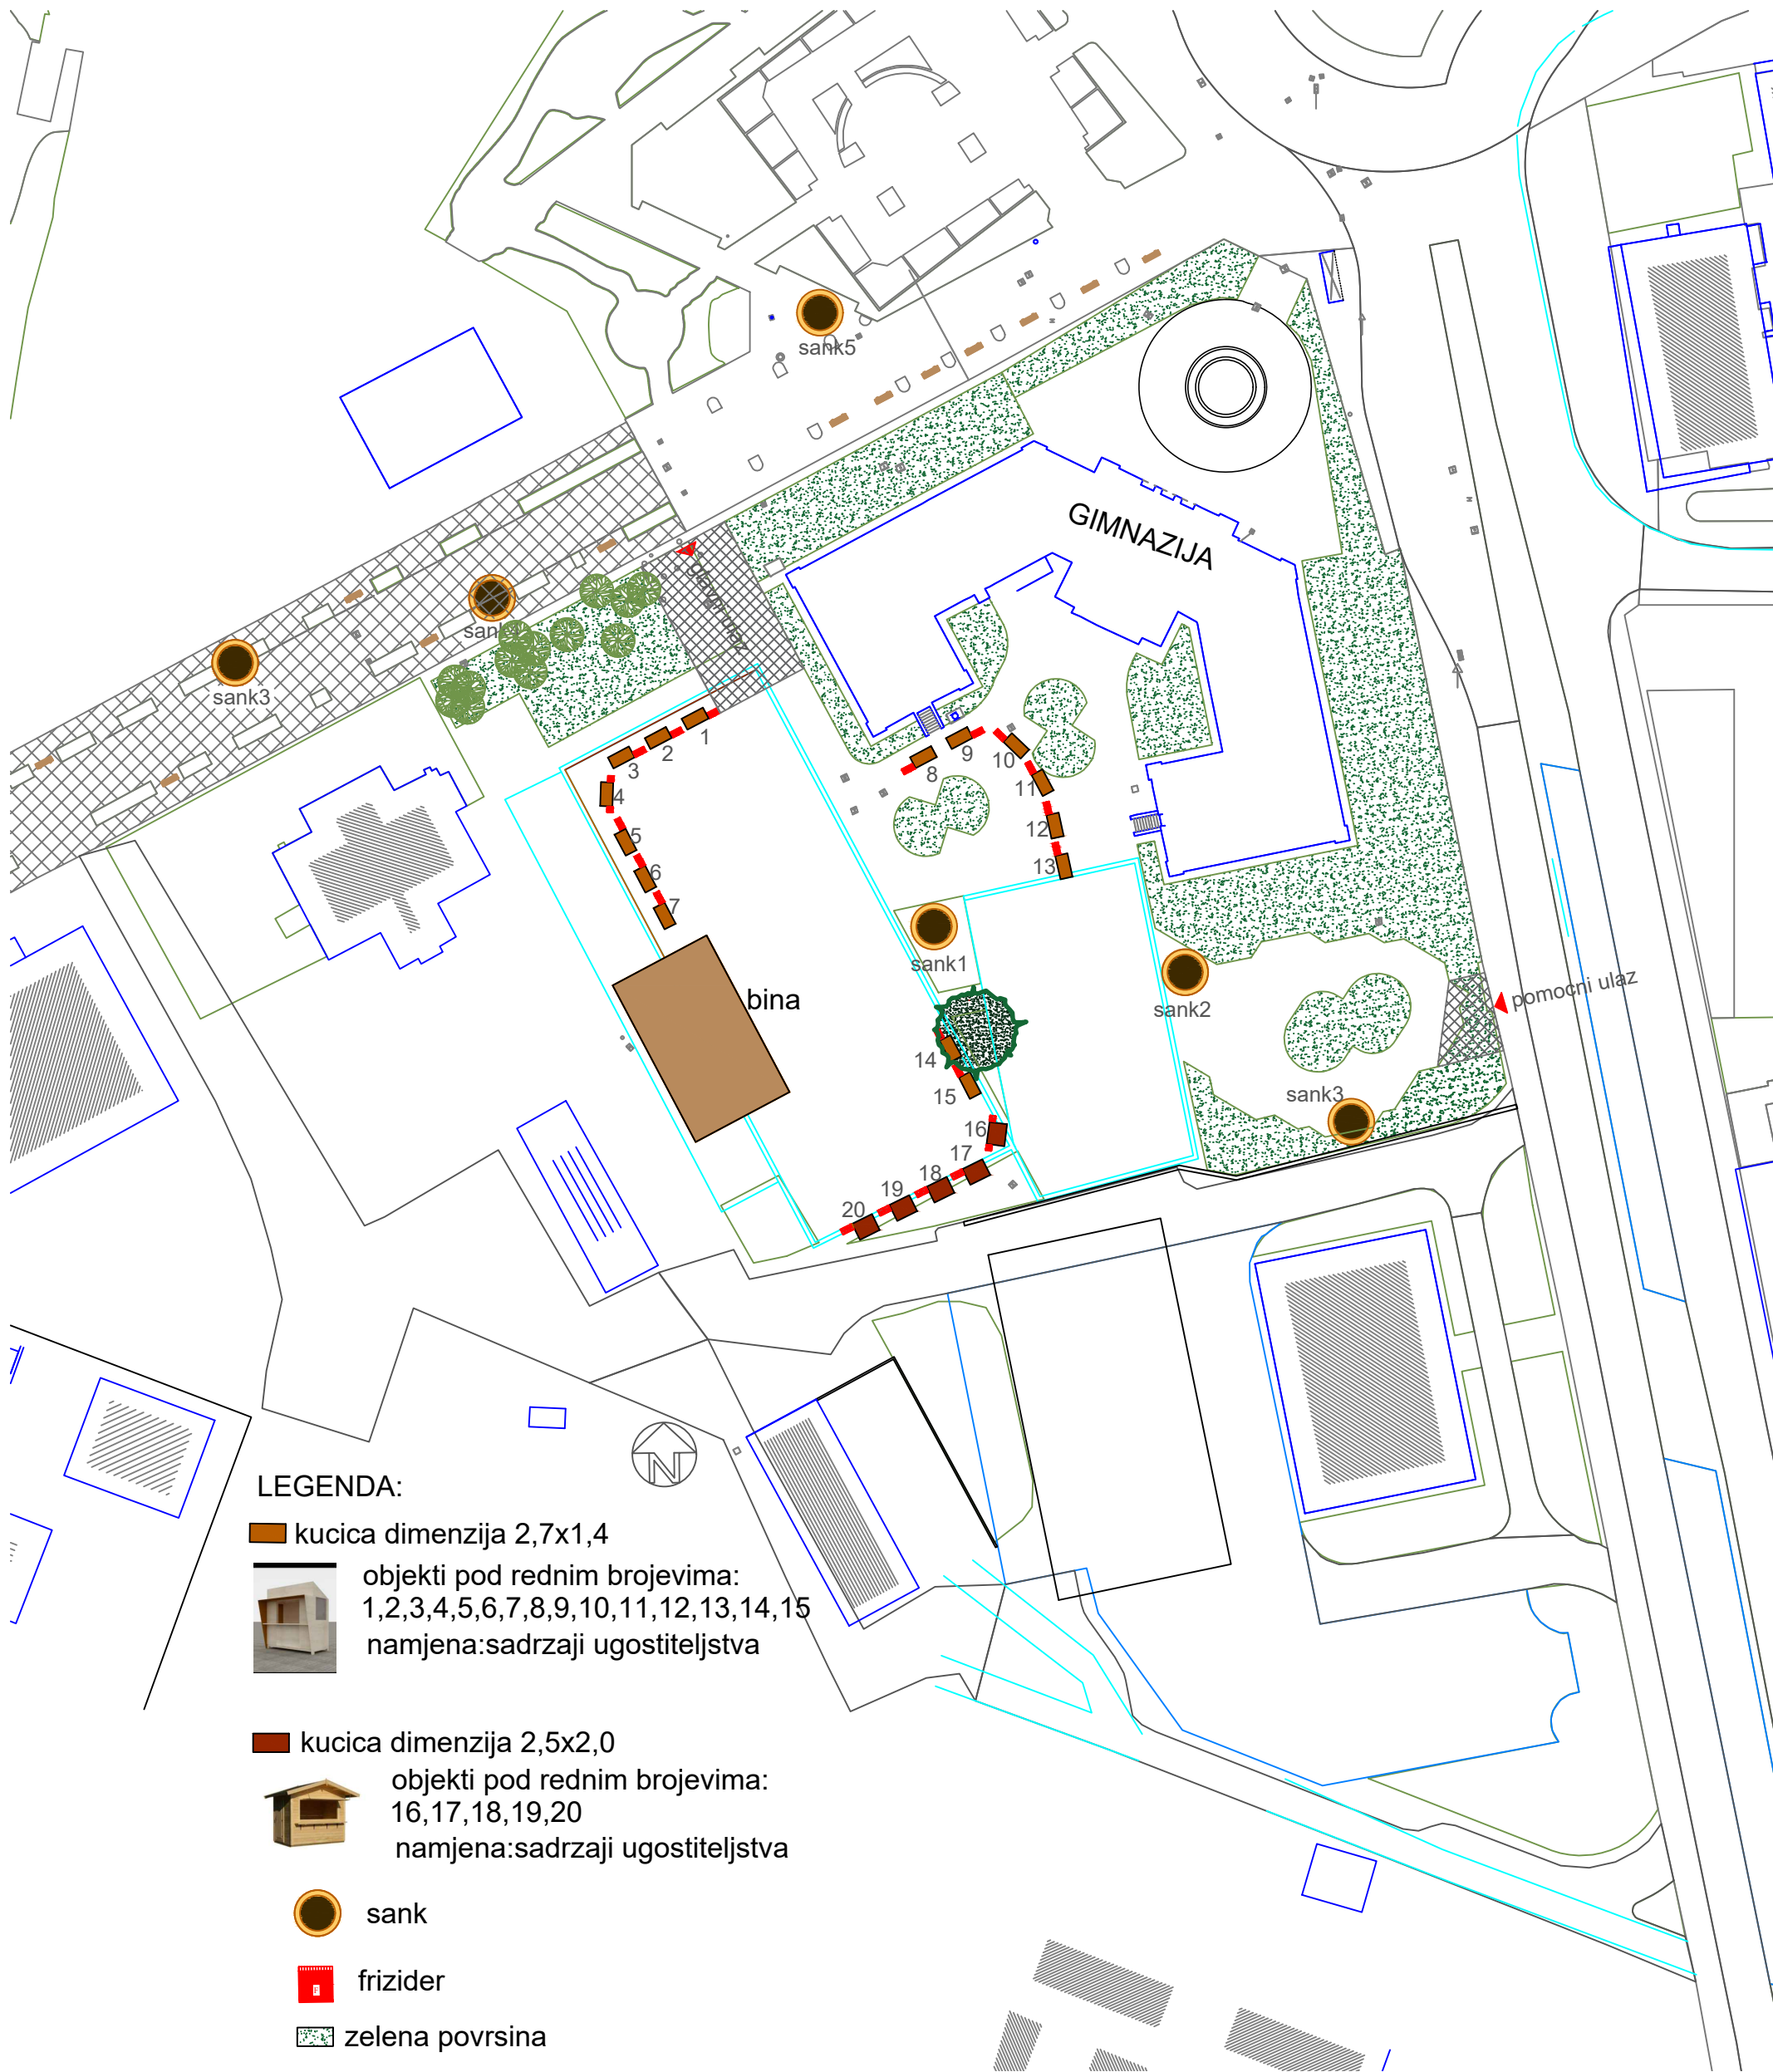 sank5
GIMNAZIJA
glavni ulaz
sank3
1
2
3
4
5
6
7
8
9
10
11
12
13
sank1
sank2
bina
pomocni ulaz
14
15
sank3
16
17
18
19
20
N
LEGENDA:
kucica dimenzija 2,7x1,4
objekti pod rednim brojevima:
1,2,3,4,5,6,7,8,9,10,11,12,13,14,15
namjena:sadrzaji ugostiteljstva
kucica dimenzija 2,5x2,0
objekti pod rednim brojevima:
16,17,18,19,20
namjena:sadrzaji ugostiteljstva
sank
frizider
zelena povrsina